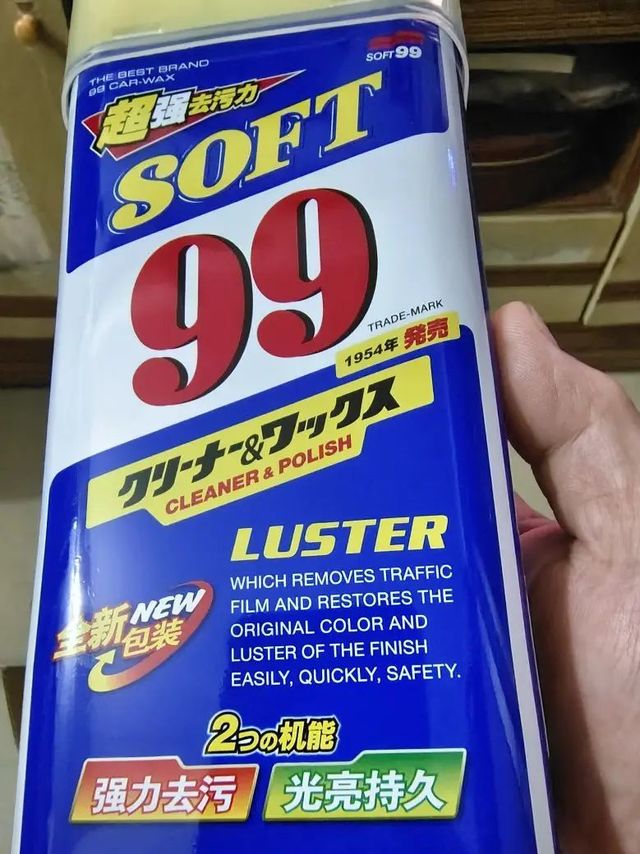 THE BEST BRAND
99 CAR-WAX
SOFT99
超强去污力
SOFT
99
TRADE-MARK
1954年 発売
クリーナー&ワックス
CLEANER & POLISH
LUSTER
WHICH REMOVES TRAFFIC
FILM AND RESTORES THE
ORIGINAL COLOR AND
LUSTER OF THE FINISH
EASILY, QUICKLY, SAFETY.
全新 NEW
包装
2つの机能
强力去污 光亮持久